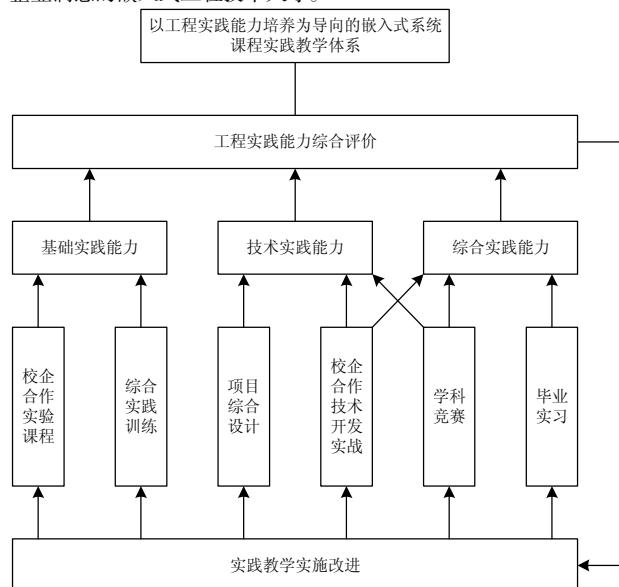 以工程实践能力培养为导向的嵌入式系统
课程实践教学体系
工程实践能力综合评价
基础实践能力
技术实践能力
综合实践能力
校企
合作
实验
课程
综合
实践
训练
项目
综合
设计
校企
合作
技术
开发
实战
学科
竞赛
毕业
实习
实践教学实施改进